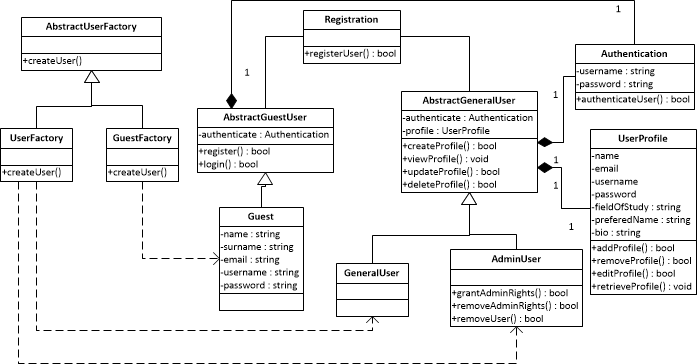 AbstractUserFactory
+createUser()
UserFactory
+createUser()
GuestFactory
+createUser()
Registration
+registerUser() : bool
AbstractGuestUser
-authenticate : Authentication
+register() : bool
+login() : bool
Guest
-name : string
-surname : string
-email : string
-username : string
-password : string
AbstractGeneralUser
-authenticate : Authentication
-profile : UserProfile
+createProfile() : bool
+viewProfile() : void
+updateProfile() : bool
+deleteProfile() : bool
GeneralUser
AdminUser
+grantAdminRights() : bool
+removeAdminRights() : bool
+removeUser() : bool
Authentication
-username : string
-password : string
+authenticateUser() : bool
UserProfile
-name
-email
-username
-password
-fieldOfStudy : string
-preferedName : string
-bio : string
+addProfile() : bool
+removeProfile() : bool
+editProfile() : bool
+retrieveProfile() : void
1
1
1
1
1
1